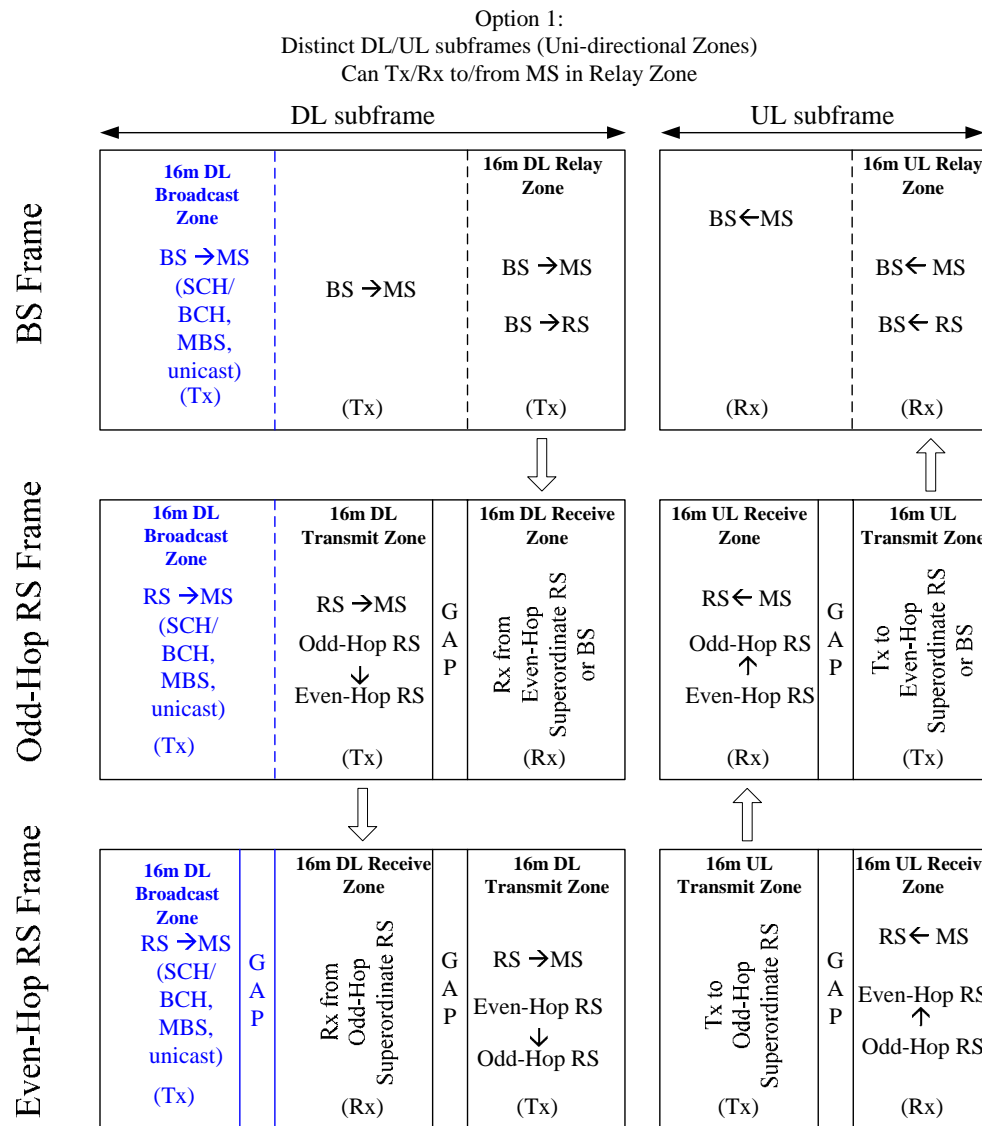 Option 1:
Distinct DL/UL subframes (Uni-directional Zones)
Can Tx/Rx to/from MS in Relay Zone
DL subframe
UL subframe
BS Frame
16m DL
Broadcast
Zone
BS →MS
(SCH/
BCH,
MBS,
unicast)
(Tx)
BS →MS
(Tx)
16m DL Relay
Zone
BS →MS
BS →RS
(Tx)
BS←MS
(Rx)
16m UL Relay
Zone
BS← MS
BS← RS
(Rx)
Odd-Hop RS Frame
16m DL
Broadcast
Zone
RS →MS
(SCH/
BCH,
MBS,
unicast)
(Tx)
16m DL
Transmit Zone
RS →MS
Odd-Hop RS
↓
Even-Hop RS
(Tx)
G
A
P
16m DL Receive
Zone
Rx from
Even-Hop
Superordinate RS
or BS
(Rx)
16m UL Receive
Zone
RS← MS
Odd-Hop RS
↑
Even-Hop RS
(Rx)
G
A
P
16m UL
Transmit Zone
Tx to
Even-Hop
Superordinate RS
or BS
(Tx)
Even-Hop RS Frame
16m DL
Broadcast
Zone
RS →MS
(SCH/
BCH,
MBS,
unicast)
(Tx)
G
A
P
16m DL Receive
Zone
Rx from
Odd-Hop
Superordinate RS
(Rx)
G
A
P
16m DL
Transmit Zone
RS →MS
Even-Hop RS
↓
Odd-Hop RS
(Tx)
16m UL
Transmit Zone
Tx to
Odd-Hop
Superordinate RS
(Tx)
G
A
P
16m UL Receive
Zone
RS← MS
Even-Hop RS
↑
Odd-Hop RS
(Rx)